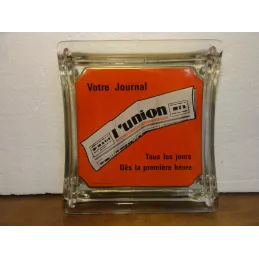 Votre Journal
l'union
Tous les jours
Dès la première heure